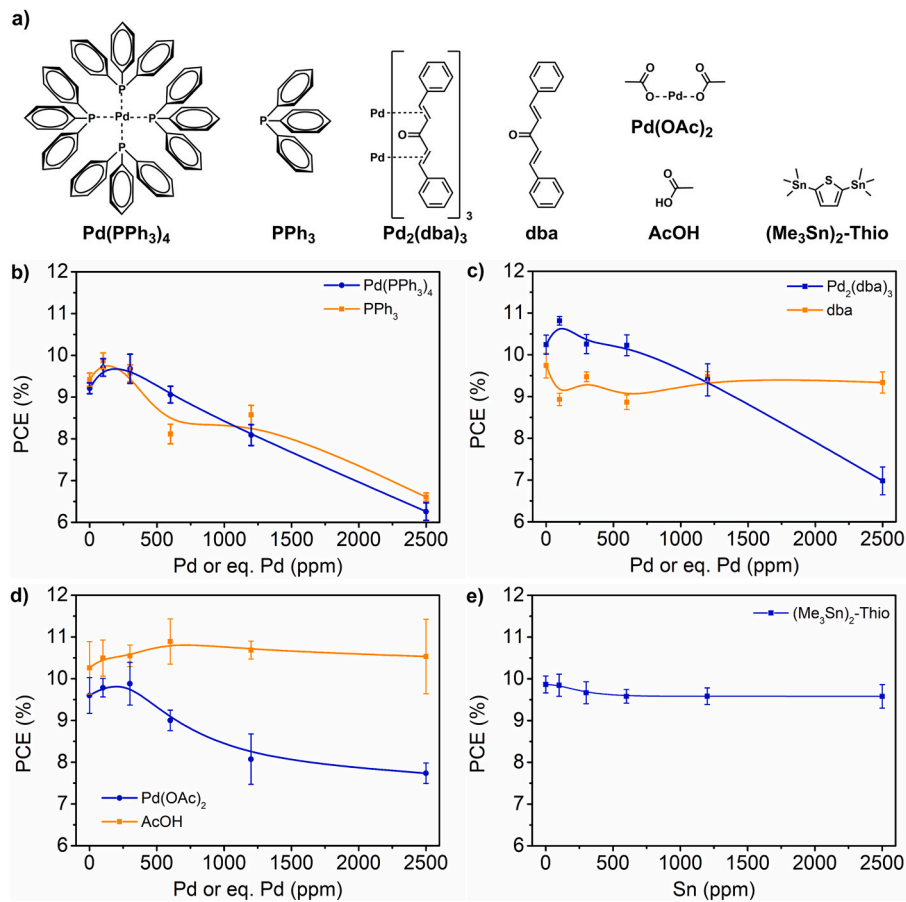 a)
P
P
Pd
P
P
P
Pd
O
Pd
3
O
O
O
O
Pd
O
Pd(OAc)2
O
HO
Sn
S
Sn
Pd(PPh3)4
PPh3
Pd2(dba)3
dba
AcOH
(Me3Sn)2-Thio
b)
12
11
10
9
8
7
6
PCE (%)
Pd(PPh3)4
PPh3
0
500
1000
1500
2000
2500
Pd or eq. Pd (ppm)
c)
12
11
10
9
8
7
6
PCE (%)
Pd2(dba)3
dba
0
500
1000
1500
2000
2500
Pd or eq. Pd (ppm)
d)
12
11
10
9
8
7
6
PCE (%)
Pd(OAc)2
AcOH
0
500
1000
1500
2000
2500
Pd or eq. Pd (ppm)
e)
12
11
10
9
8
7
6
PCE (%)
(Me3Sn)2-Thio
0
500
1000
1500
2000
2500
Sn (ppm)